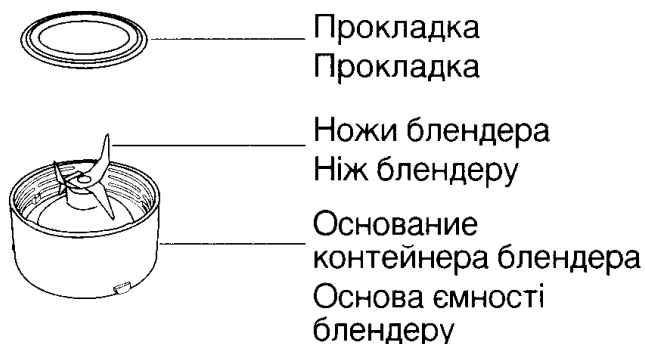 Прокладка
Прокладка
Ножи блендера
Ніж блендеру
Основание
контейнера блендера
Основа ємності
блендеру